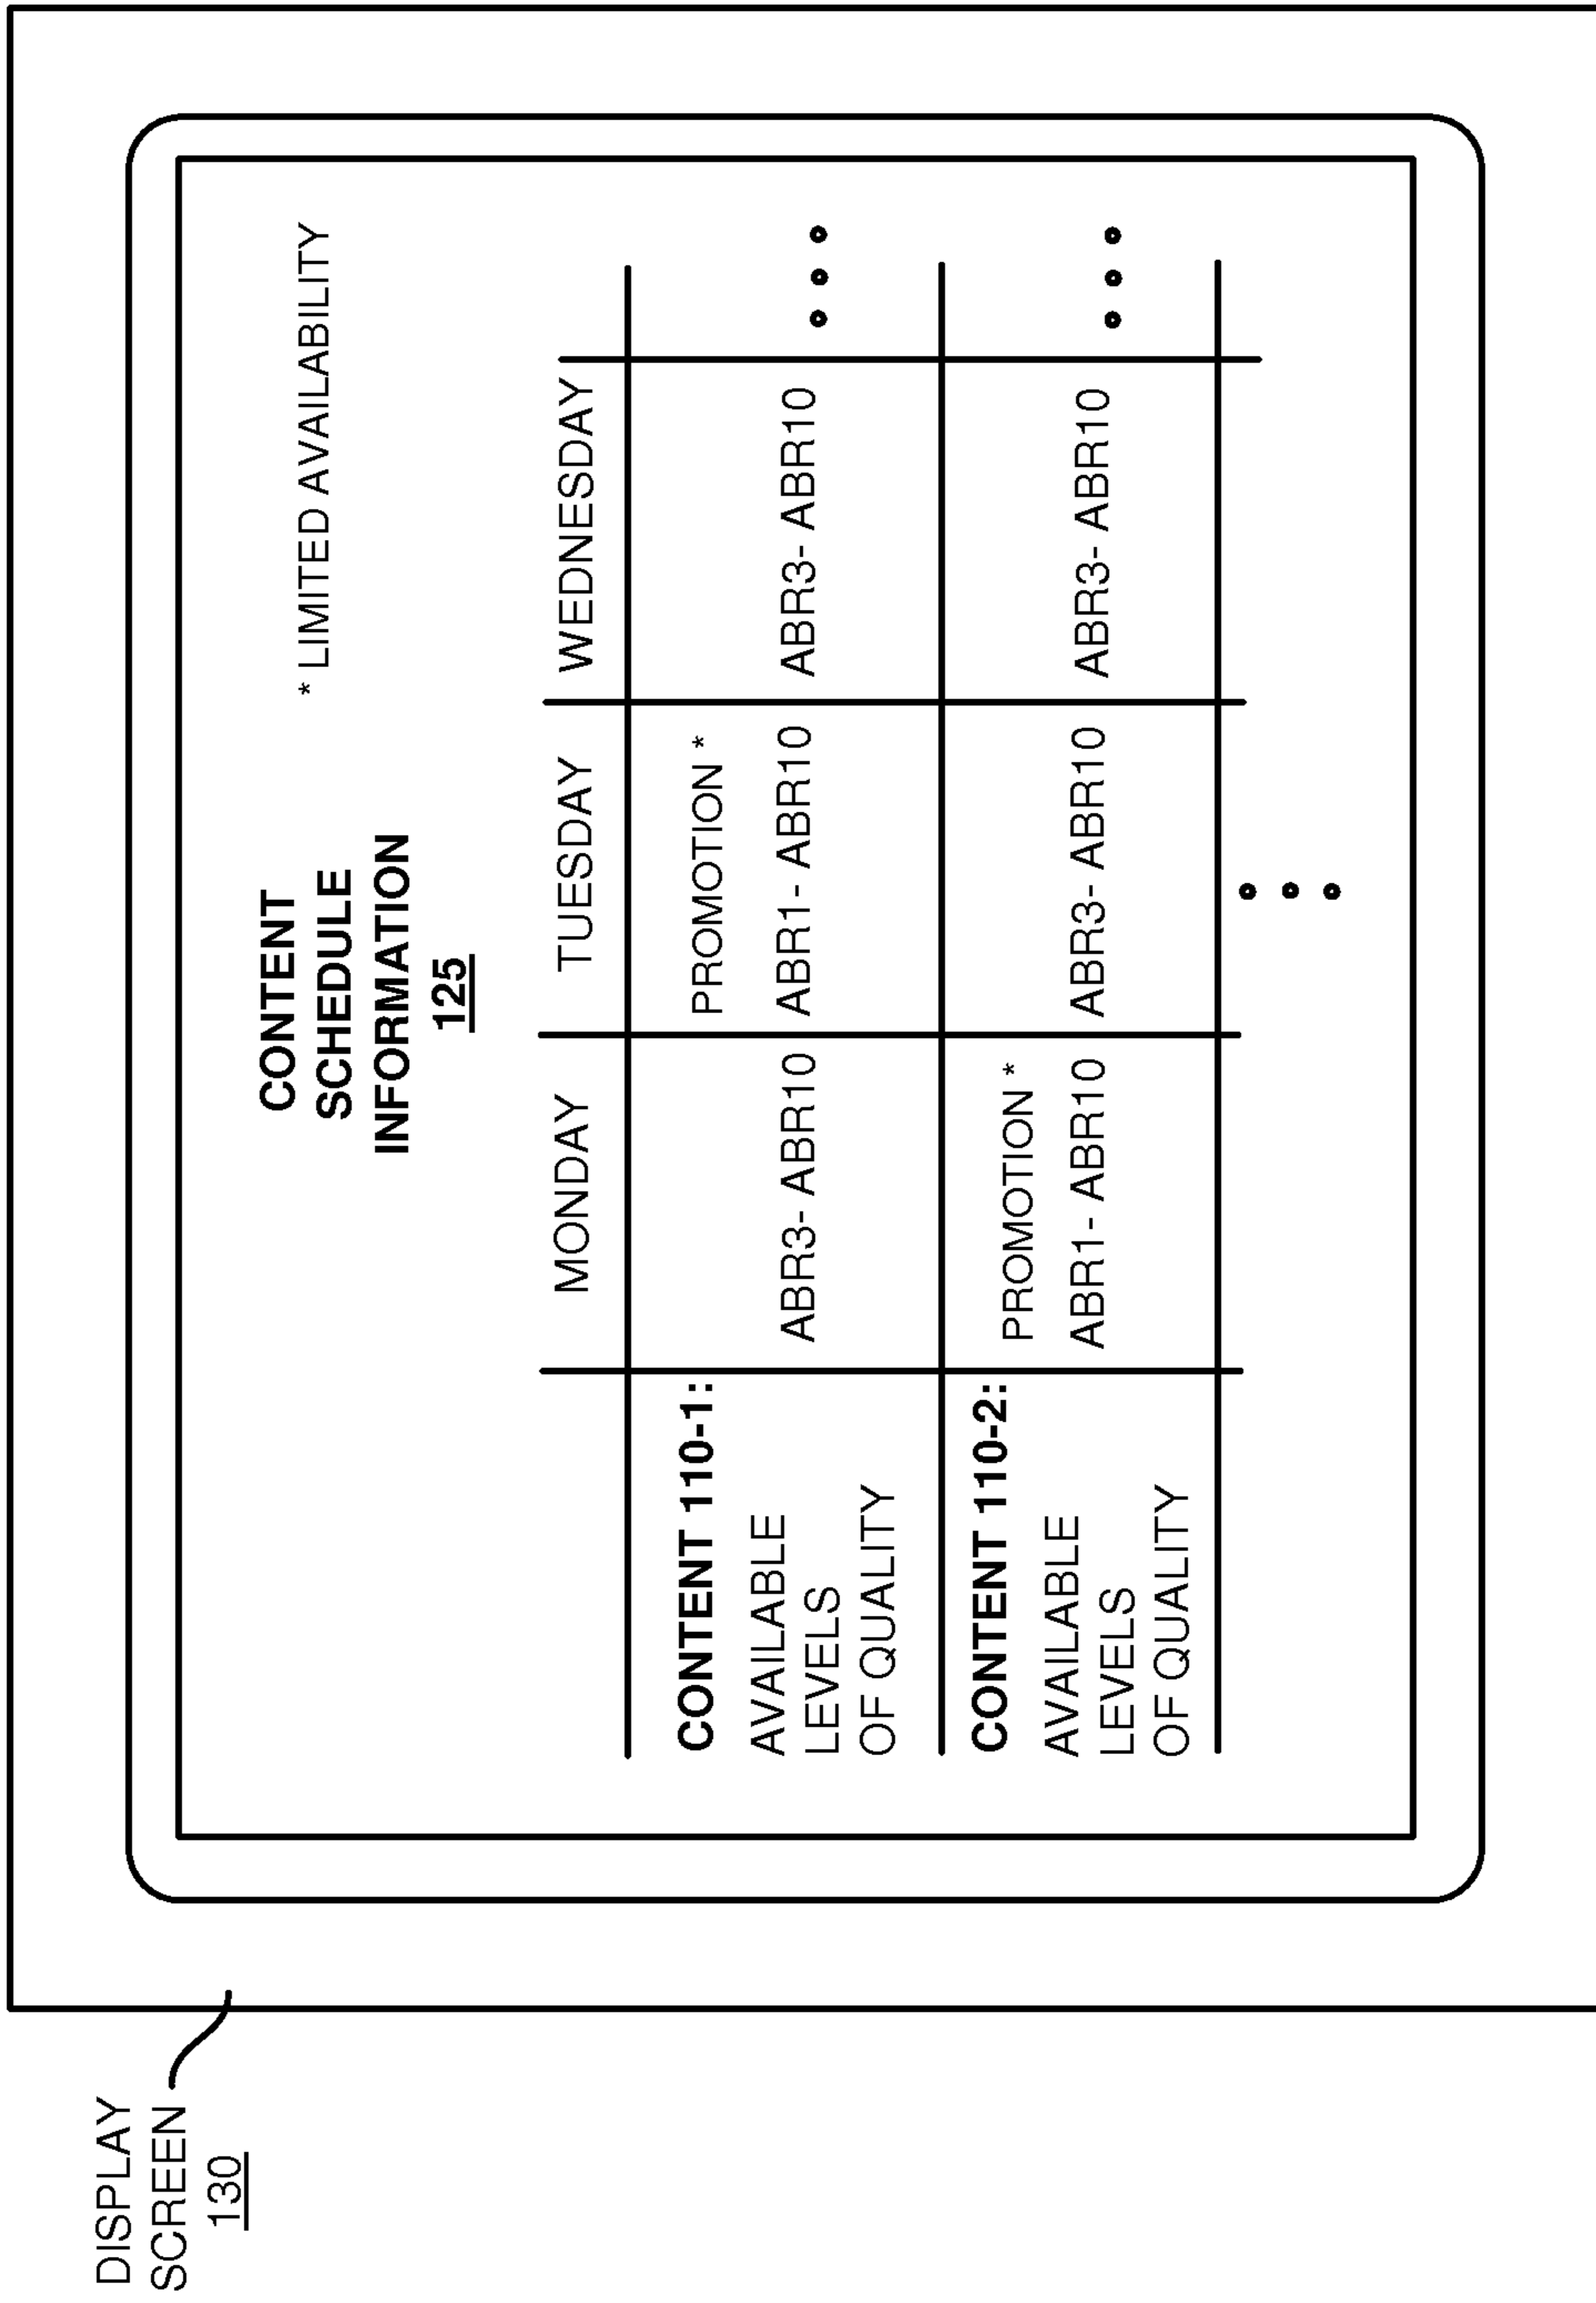 DISPLAY
SCREEN
130
CONTENT
SCHEDULE
INFORMATION
125
* LIMITED AVAILABILITY
MONDAY
TUESDAY
WEDNESDAY
CONTENT 110-1:
AVAILABLE
LEVELS
OF QUALITY
ABR3- ABR10
PROMOTION *
ABR1- ABR10
ABR3- ABR10
CONTENT 110-2:
AVAILABLE
LEVELS
OF QUALITY
PROMOTION *
ABR1- ABR10
ABR3- ABR10
ABR3- ABR10